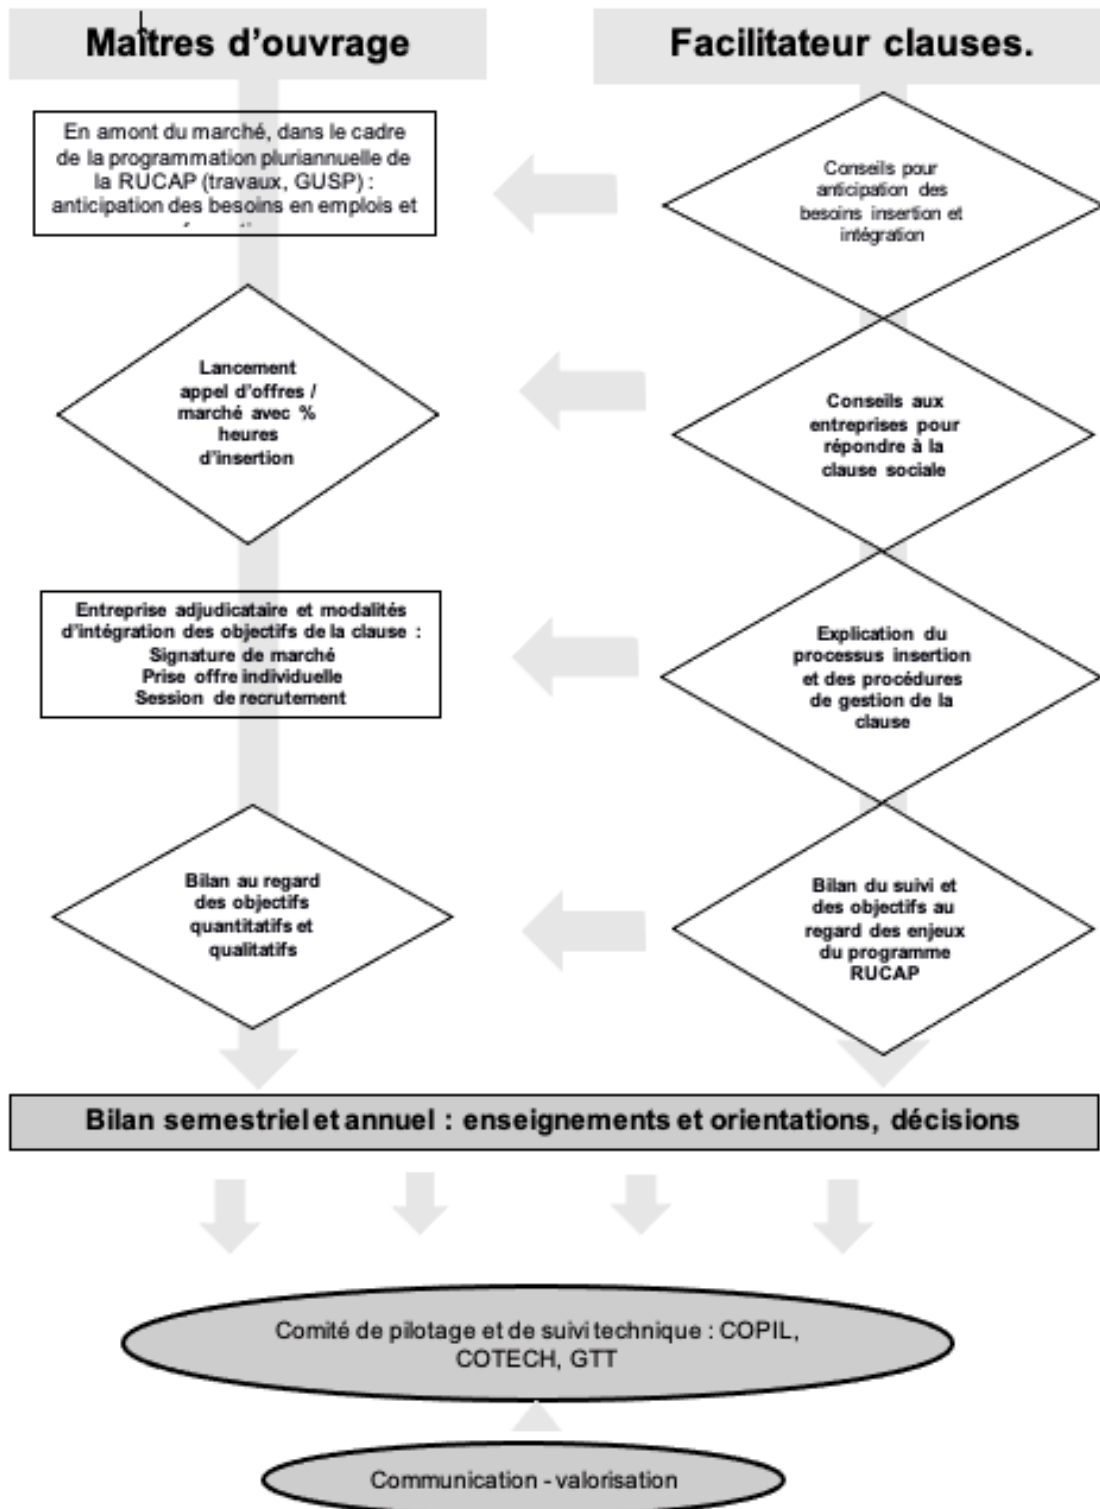 Maîtres d'ouvrage
Facilitateur clauses.
En amont du marché, dans le cadre
de la programmation pluriannuelle de
la RUCAP (travaux, GUSP) :
anticipation des besoins en emplois et
Conseils pour
anticipation des
besoins insertion et
intégration
Lancement
appel d'offres /
marché avec %
heures
d'insertion
Conseils aux
entreprises pour
répondre à la
clause sociale
Entreprise adjudicataire et modalités
d'intégration des objectifs de la clause :
Signature de marché
Prise offre individuelle
Session de recrutement
Explication du
processus insertion
et des procédures
de gestion de la
clause
Bilan au regard
des objectifs
quantitatifs et
qualitatifs
Bilan du suivi et
des objectifs au
regard des enjeux
du programme
RUCAP
Bilan semestriel et annuel : enseignements et orientations, décisions
Comité de pilotage et de suivi technique : COPIL,
COTECH, GTT
Communication - valorisation